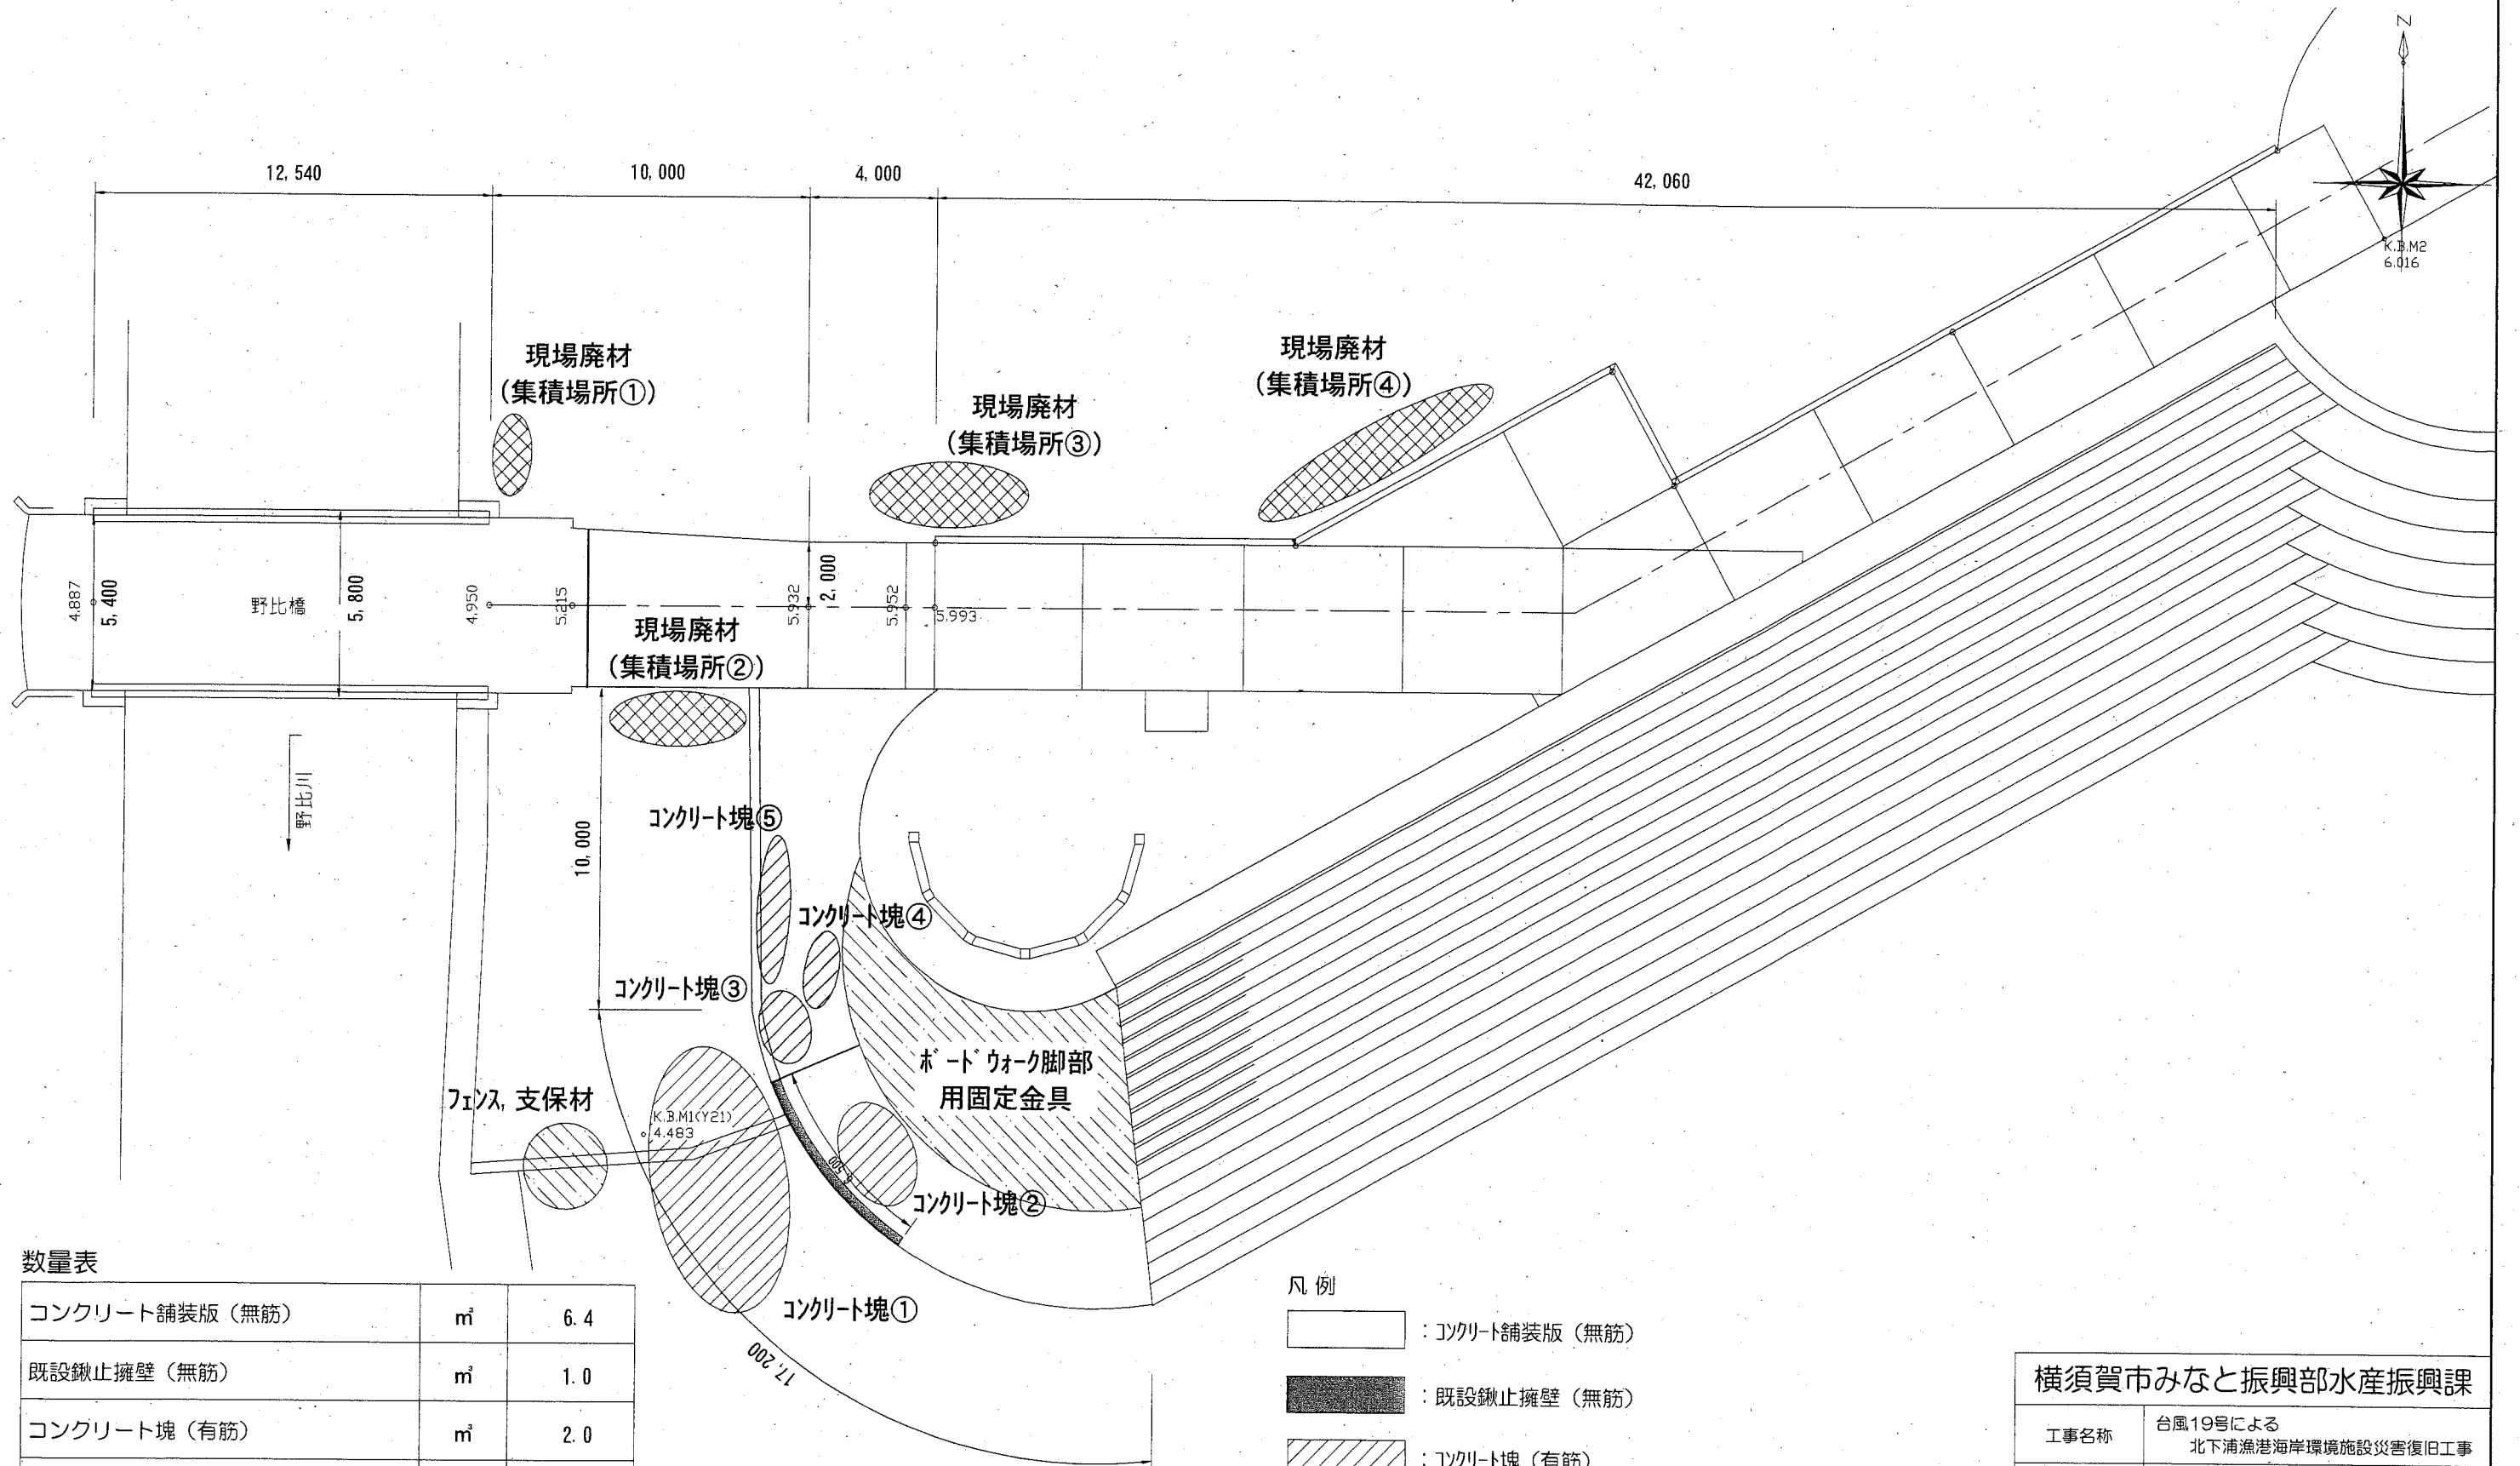 N
12,540
10,000
4,000
42,060
K.B.M2
6.016
現場廃材
(集積場所①)
現場廃材
(集積場所③)
現場廃材
(集積場所④)
4.887
5,400
野比橋
5,800
4.950
5.215
5.932
2,000
5.952
5.993
現場廃材
(集積場所②)
野比川
10,000
コンクリート塊⑤
コンクリート塊④
コンクリート塊③
ボードウォーク脚部
用固定金具
フェンス, 支保材
K.B.M1(Y21)
4.483
コンクリート塊②
コンクリート塊①
17,200
数量表
コンクリート舗装版（無筋） ㎥ 6.4
既設鍬止擁壁（無筋） ㎥ 1.0
コンクリート塊（有筋） ㎥ 2.0
凡例
：コンクリート舗装版（無筋）
：既設鍬止擁壁（無筋）
：コンクリート塊（有筋）
横須賀市みなと振興部水産振興課
工事名称 台風19号による
北下浦漁港海岸環境施設災害復旧工事